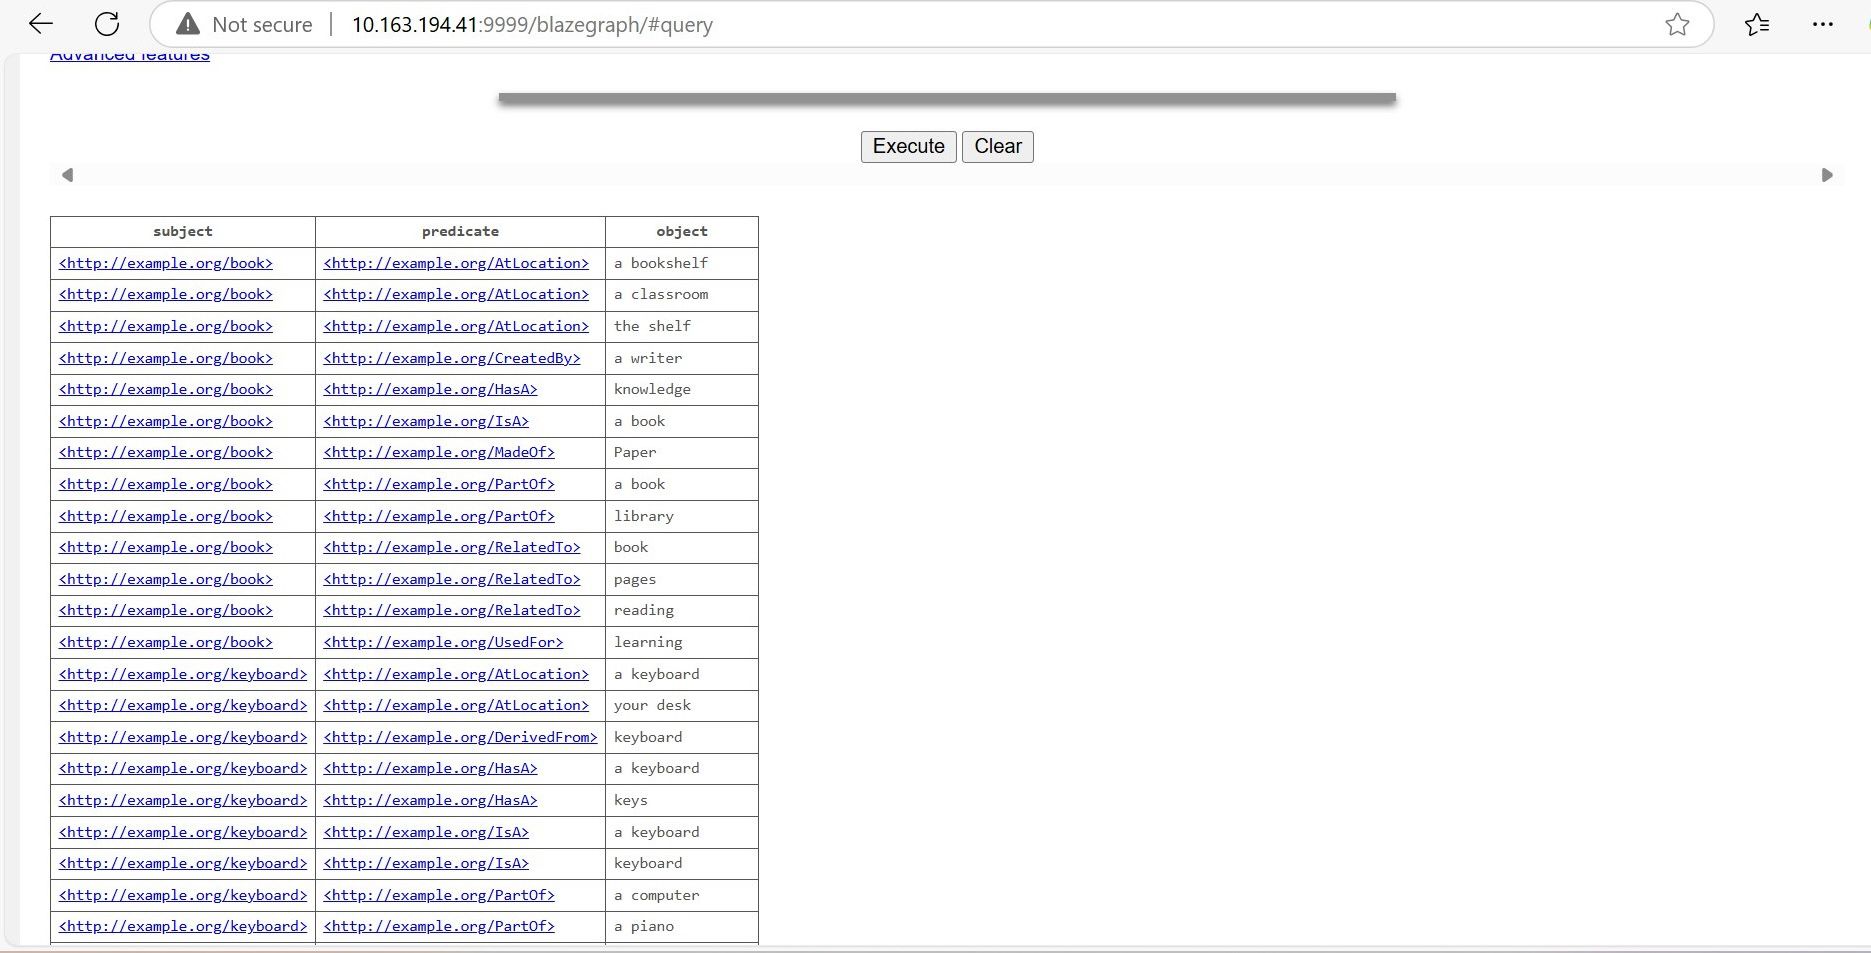 Not secure 10.163.194.41:9999/blazegraph/#query
Advanced features
Execute Clear
subject predicate object
<http://example.org/book> <http://example.org/AtLocation> a bookshelf
<http://example.org/book> <http://example.org/AtLocation> a classroom
<http://example.org/book> <http://example.org/AtLocation> the shelf
<http://example.org/book> <http://example.org/CreatedBy> a writer
<http://example.org/book> <http://example.org/HasA> knowledge
<http://example.org/book> <http://example.org/IsA> a book
<http://example.org/book> <http://example.org/MadeOf> Paper
<http://example.org/book> <http://example.org/PartOf> a book
<http://example.org/book> <http://example.org/PartOf> library
<http://example.org/book> <http://example.org/RelatedTo> book
<http://example.org/book> <http://example.org/RelatedTo> pages
<http://example.org/book> <http://example.org/RelatedTo> reading
<http://example.org/book> <http://example.org/UsedFor> learning
<http://example.org/keyboard> <http://example.org/AtLocation> a keyboard
<http://example.org/keyboard> <http://example.org/AtLocation> your desk
<http://example.org/keyboard> <http://example.org/DerivedFrom> keyboard
<http://example.org/keyboard> <http://example.org/HasA> a keyboard
<http://example.org/keyboard> <http://example.org/HasA> keys
<http://example.org/keyboard> <http://example.org/IsA> a keyboard
<http://example.org/keyboard> <http://example.org/IsA> keyboard
<http://example.org/keyboard> <http://example.org/PartOf> a computer
<http://example.org/keyboard> <http://example.org/PartOf> a piano